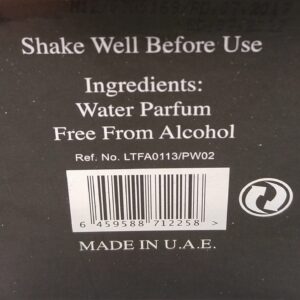 Shake Well Before Use
Ingredients:
Water Parfum
Free From Alcohol
Ref. No. LTFA0113/PW02
6 459588 712258 >
MADE IN U.A.E.